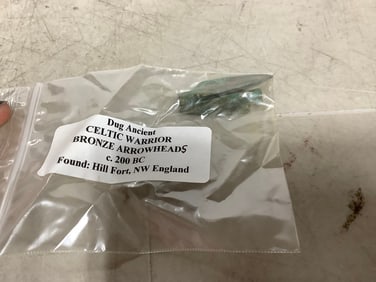 Dug Ancient
CELTIC WARRIOR
BRONZE ARROWHEADS
c. 200 BC
Found: Hill Fort, NW England